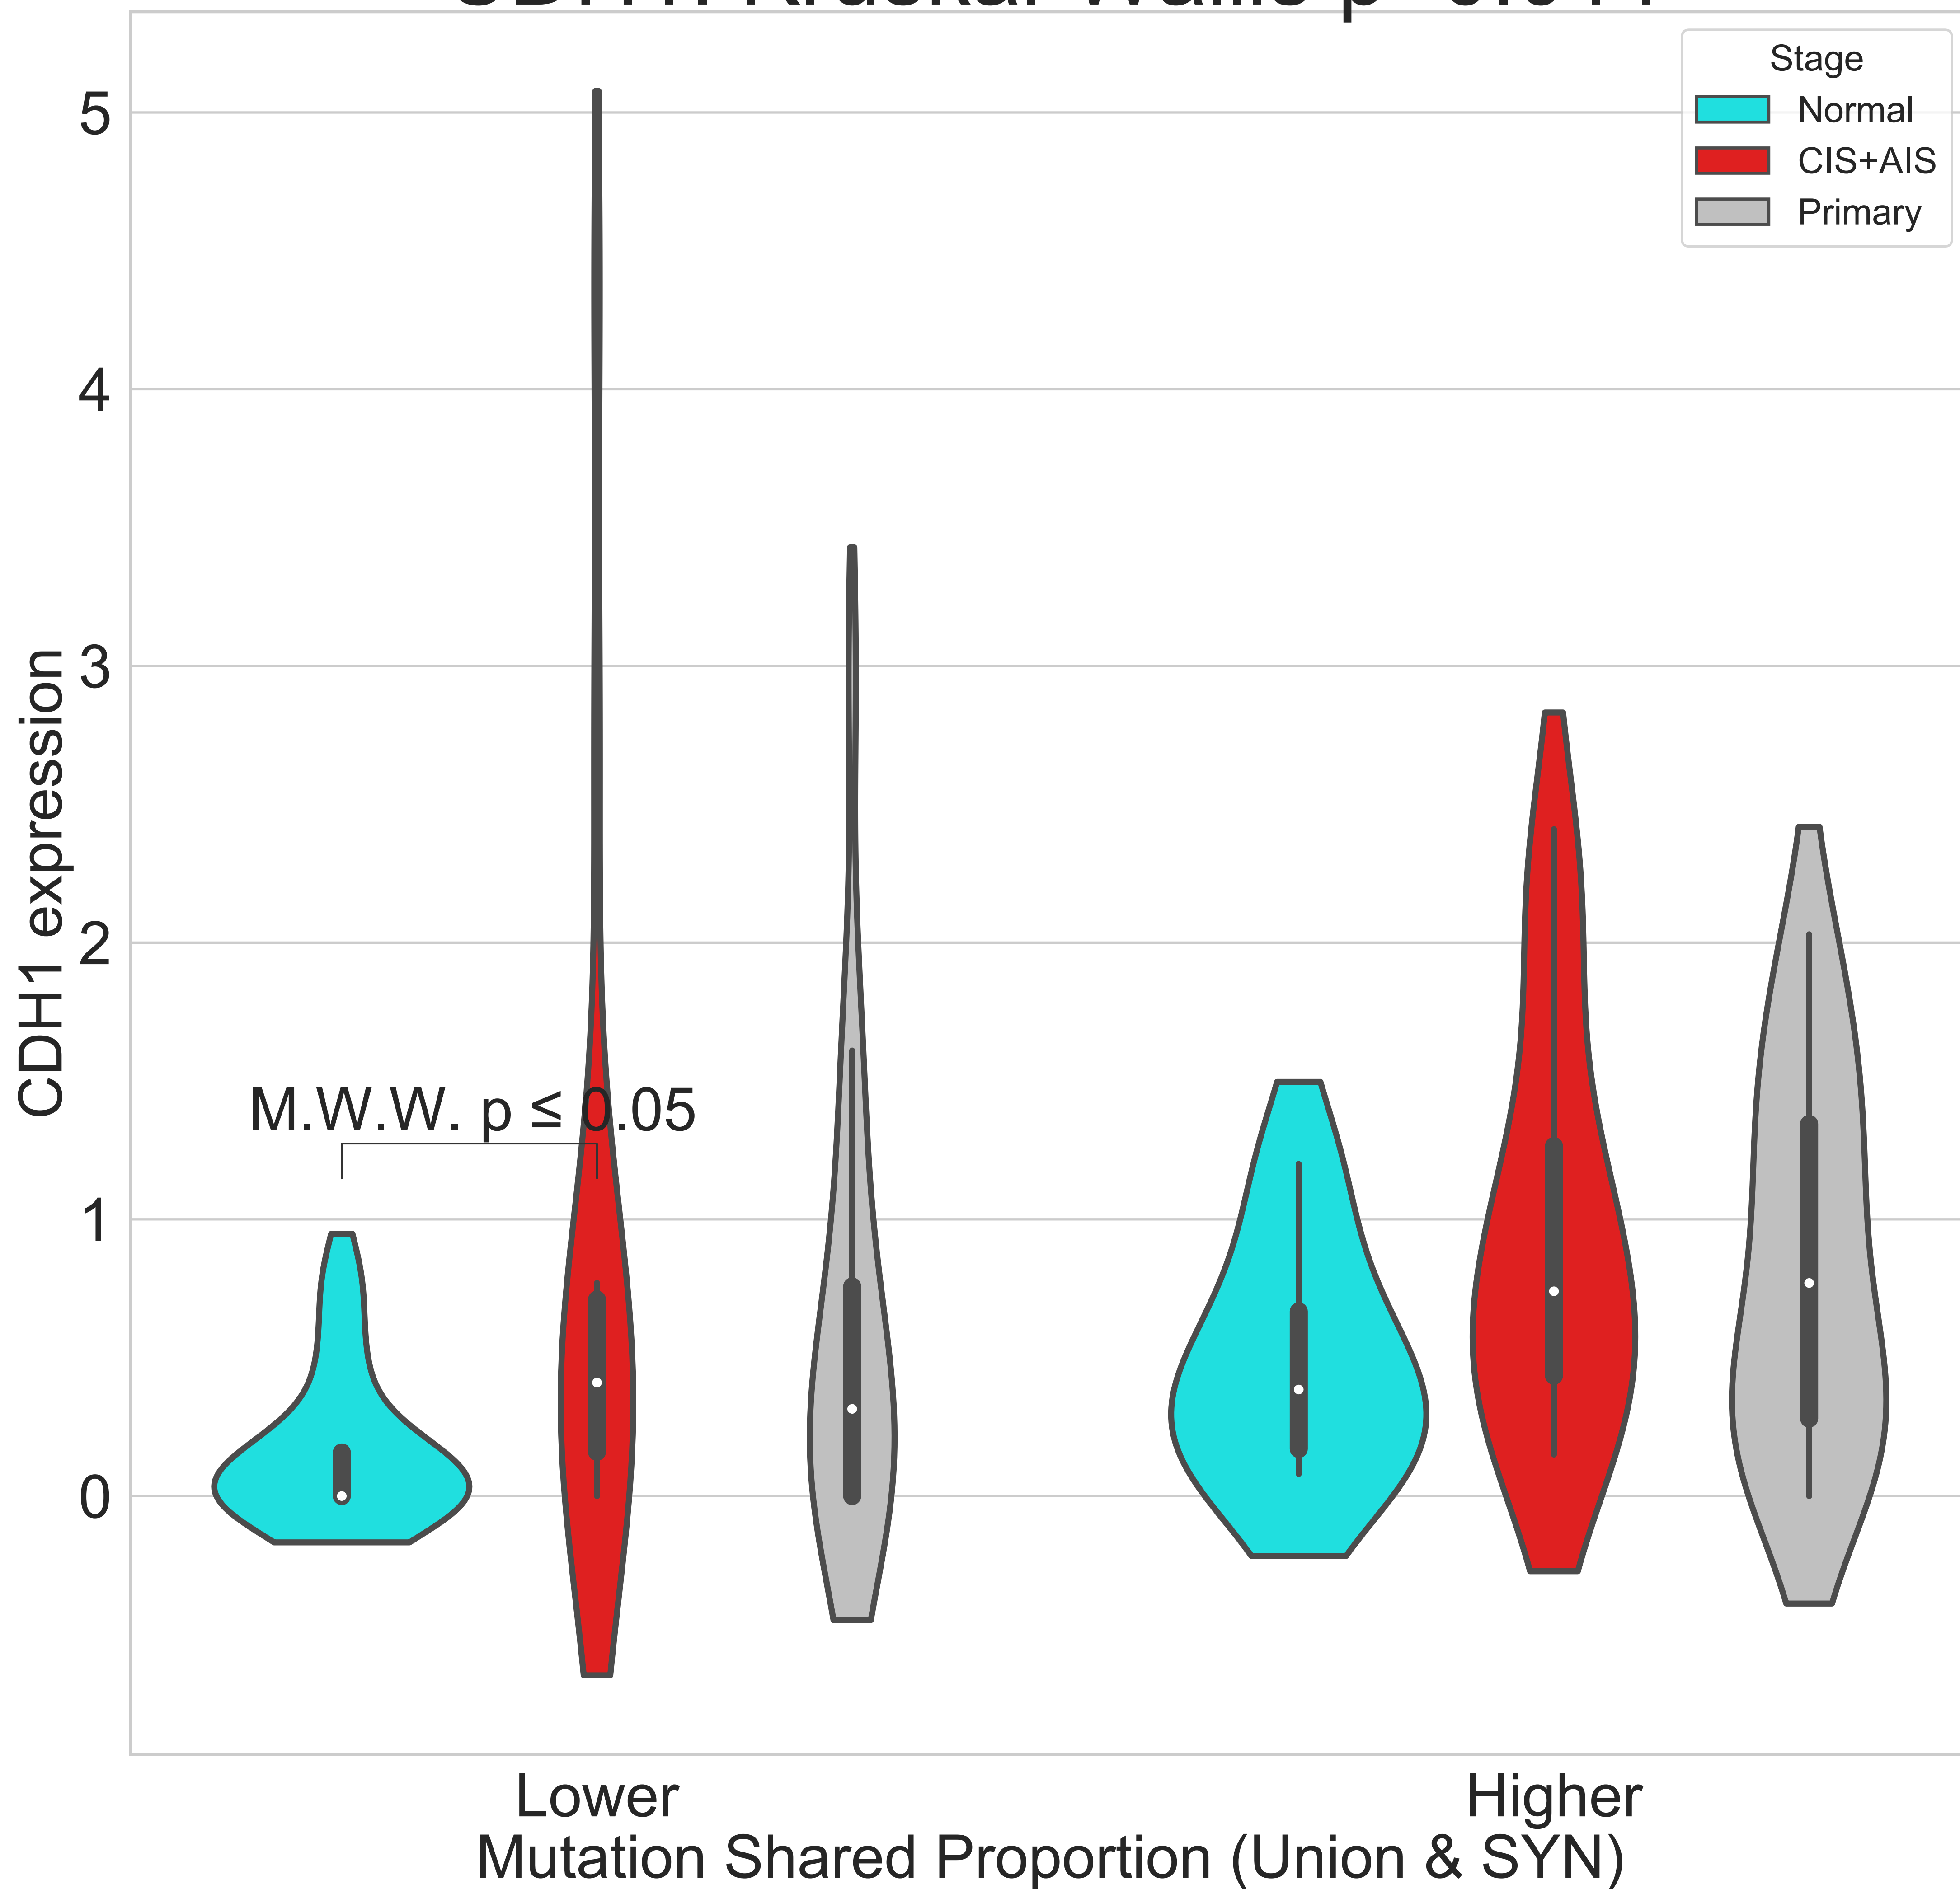 Stage
Normal
CIS+AIS
Primary
5
4
3
2
1
0
CDH1 expression
M.W.W. p ≤ 0.05
Lower
Higher
Mutation Shared Proportion (Union & SYN)